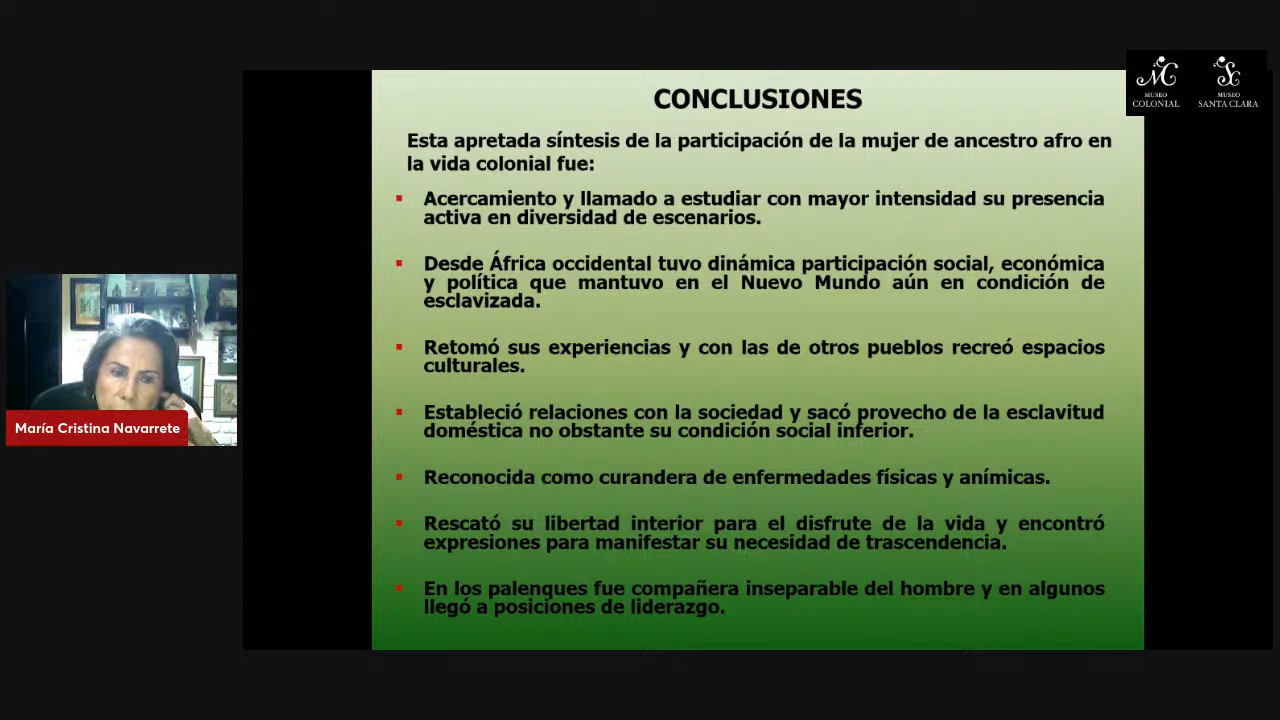 MUSEO
COLONIAL
MUSEO
SANTA CLARA
CONCLUSIONES
Esta apretada síntesis de la participación de la mujer de ancestro afro en
la vida colonial fue:
Acercamiento y llamado a estudiar con mayor intensidad su presencia
activa en diversidad de escenarios.
Desde África occidental tuvo dinámica participación social, económica
y política que mantuvo en el Nuevo Mundo aún en condición de
esclavizada.
Retomó sus experiencias y con las de otros pueblos recreó espacios
culturales.
Estableció relaciones con la sociedad y sacó provecho de la esclavitud
doméstica no obstante su condición social inferior.
Reconocida como curandera de enfermedades físicas y anímicas.
Rescató su libertad interior para el disfrute de la vida y encontró
expresiones para manifestar su necesidad de trascendencia.
En los palenques fue compañera inseparable del hombre y en algunos
llegó a posiciones de liderazgo.
María Cristina Navarrete